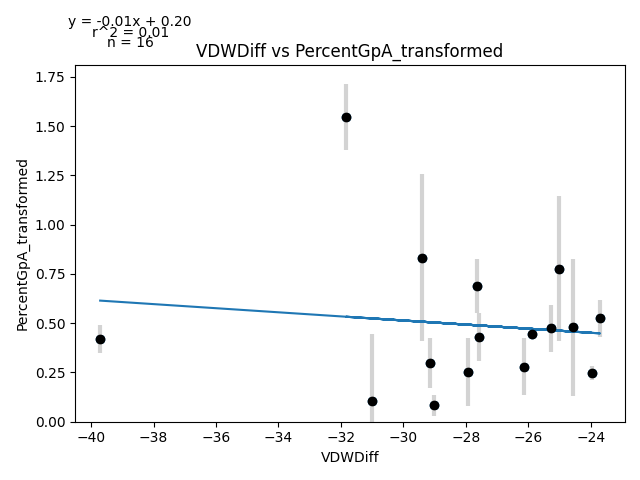 y = -0.01x + 0.20
r^2 = 0.01
n = 16
VDWDiff vs PercentGpA_transformed
PercentGpA_transformed
1.75
1.50
1.25
1.00
0.75
0.50
0.25
0.00
−40 −38 −36 −34 −32 −30 −28 −26 −24
VDWDiff